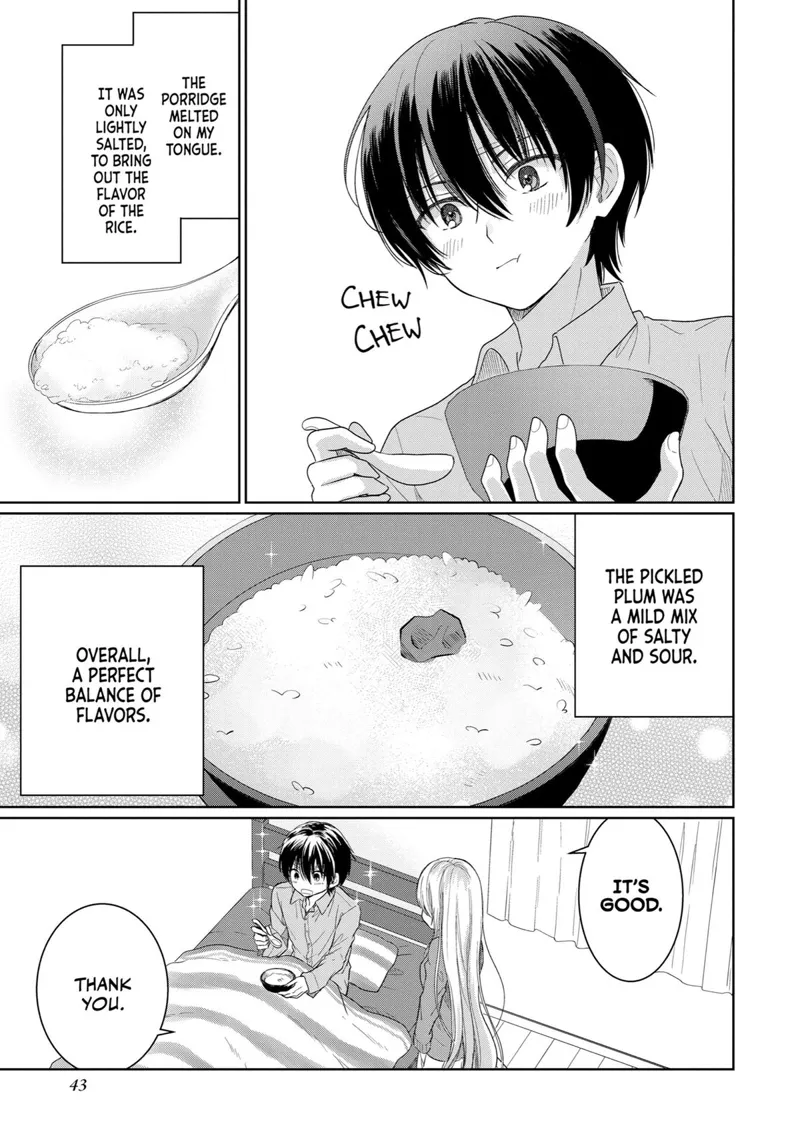 CHEW
CHEW
THE
PORRIDGE
MELTED
ON MY
TONGUE.
IT WAS
ONLY
LIGHTLY
SALTED,
TO BRING
OUT THE
FLAVOR
OF THE
RICE.
THE PICKLED
PLUM WAS
A MILD MIX
OF SALTY
AND SOUR.
OVERALL,
A PERFECT
BALANCE OF
FLAVORS.
IT'S
GOOD.
THANK
YOU.
43